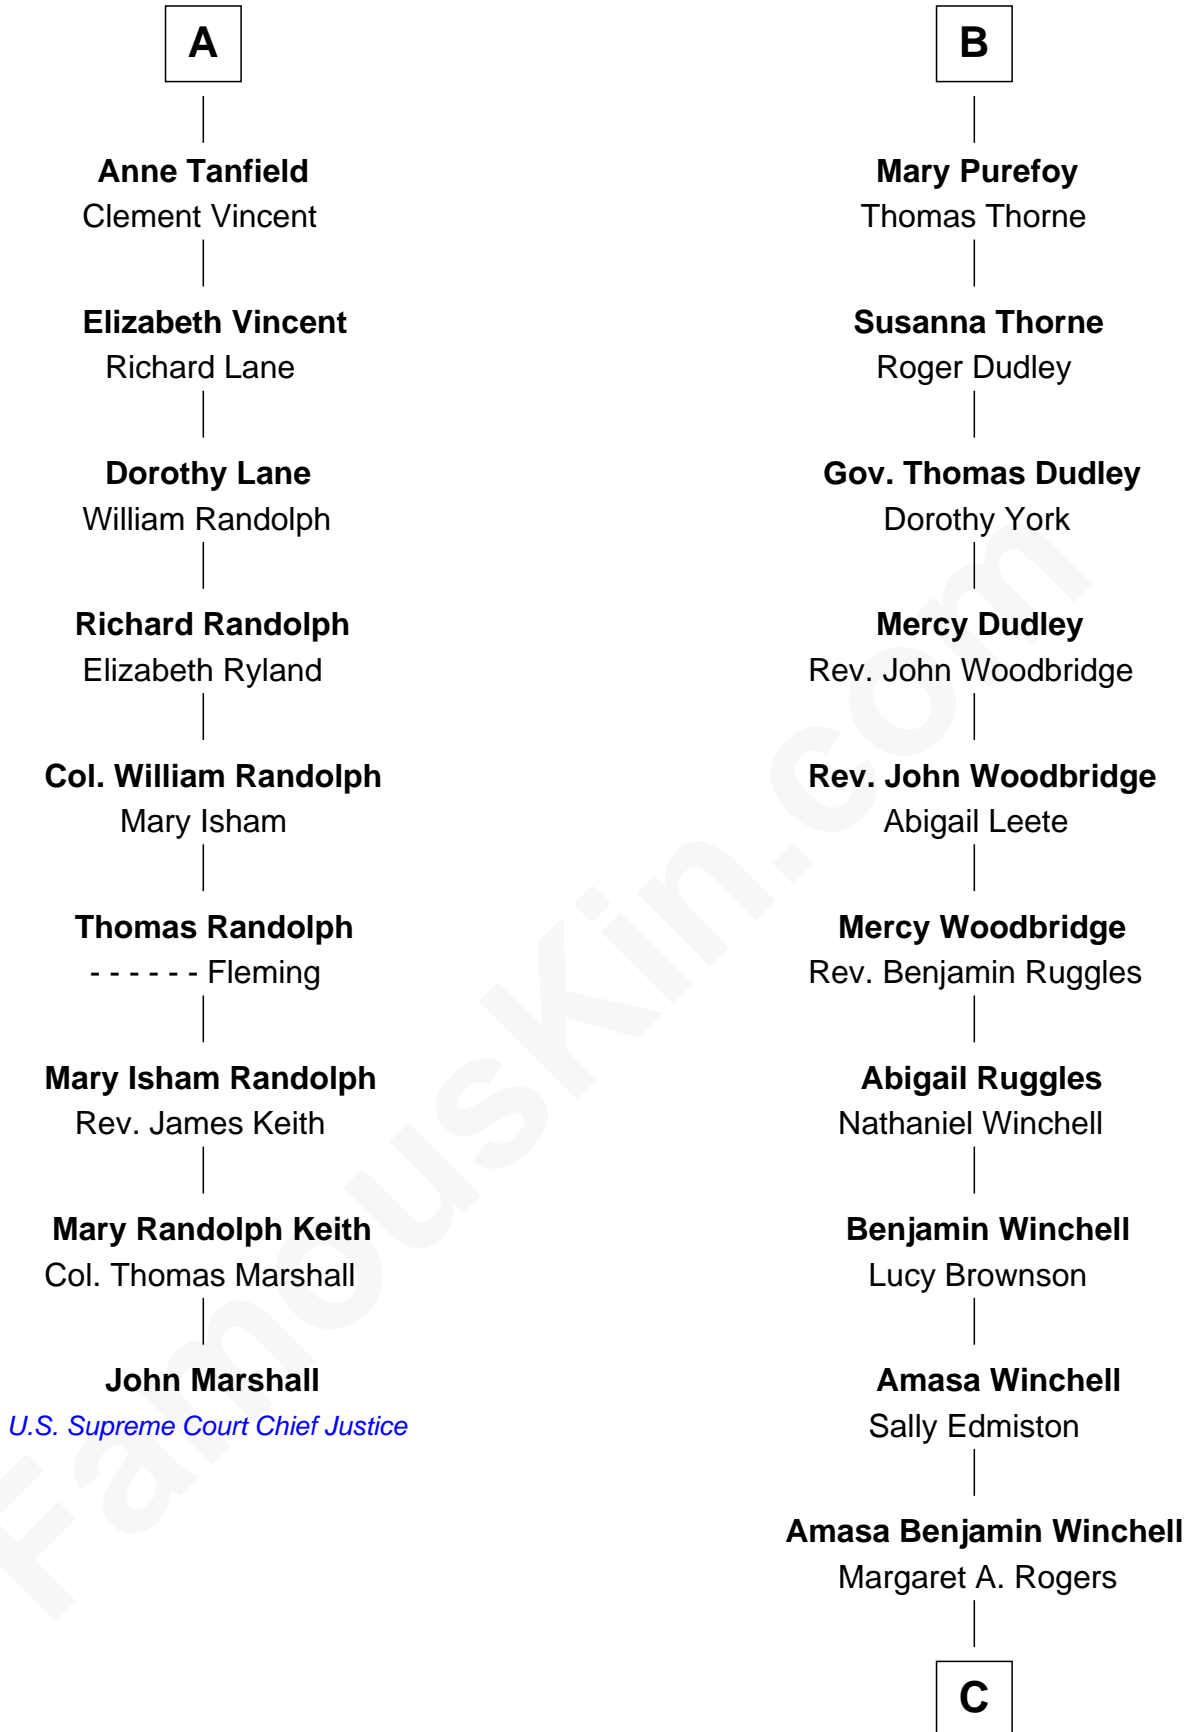 A
Anne Tanfield
Clement Vincent
Elizabeth Vincent
Richard Lane
Dorothy Lane
William Randolph
Richard Randolph
Elizabeth Ryland
Col. William Randolph
Mary Isham
Thomas Randolph
- - - - - - Fleming
Mary Isham Randolph
Rev. James Keith
Mary Randolph Keith
Col. Thomas Marshall
John Marshall
U.S. Supreme Court Chief Justice
B
Mary Purefoy
Thomas Thorne
Susanna Thorne
Roger Dudley
Gov. Thomas Dudley
Dorothy York
Mercy Dudley
Rev. John Woodbridge
Rev. John Woodbridge
Abigail Leete
Mercy Woodbridge
Rev. Benjamin Ruggles
Abigail Ruggles
Nathaniel Winchell
Benjamin Winchell
Lucy Brownson
Amasa Winchell
Sally Edmiston
Amasa Benjamin Winchell
Margaret A. Rogers
C
FamousKin.com